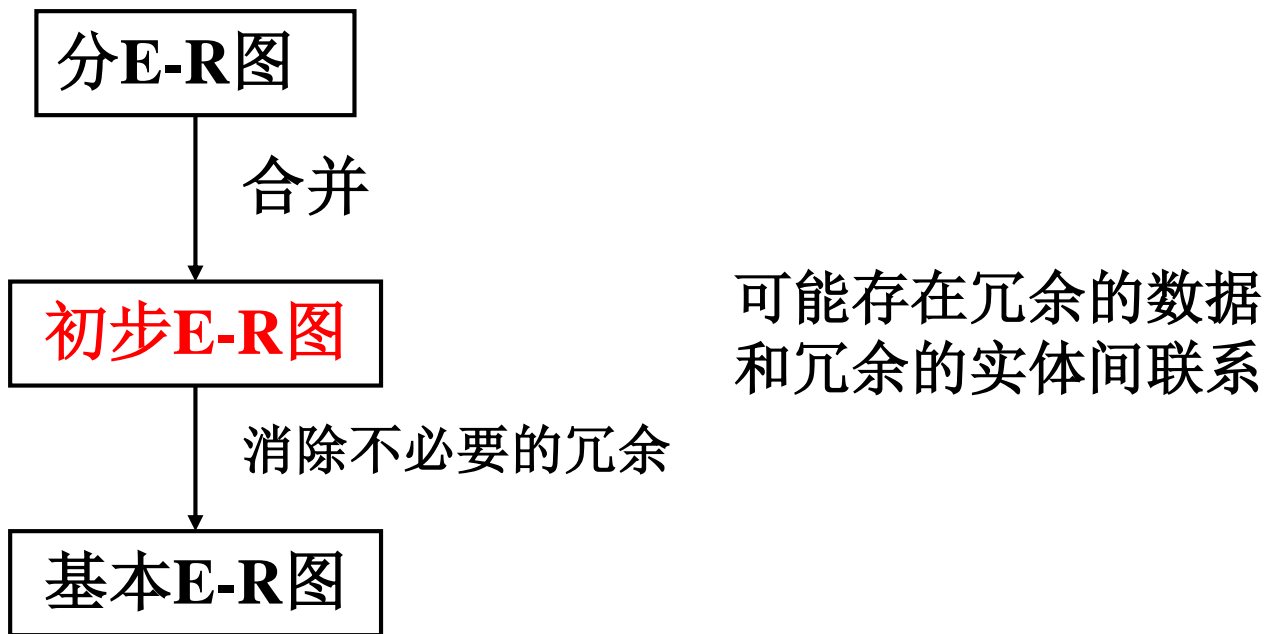 分E-R图
合并
初步E-R图
可能存在冗余的数据
和冗余的实体间联系
消除不必要的冗余
基本E-R图